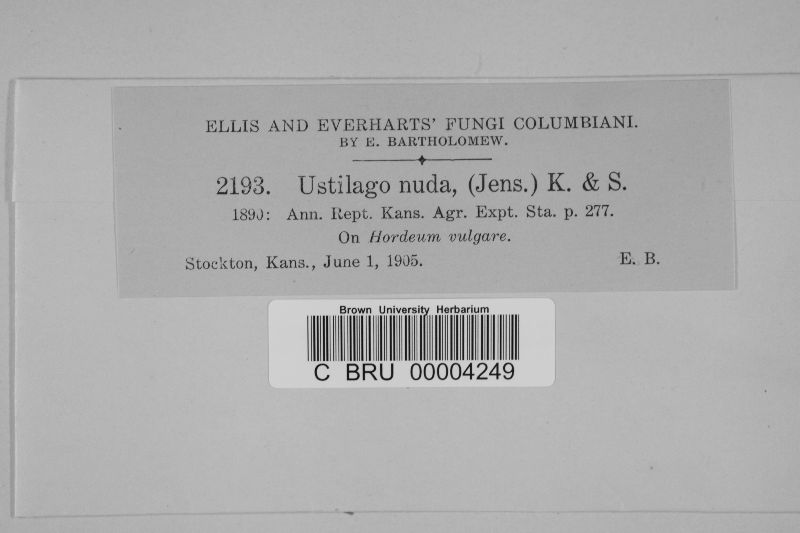 ELLIS AND EVERHARTS' FUNGI COLUMBIANI.
BY E. BARTHOLOMEW.
2193. Ustilago nuda, (Jens.) K. & S.
1890: Ann. Rept. Kans. Agr. Expt. Sta. p. 277.
On Hordeum vulgare.
Stockton, Kans., June 1, 1905. E. B.
Brown University Herbarium
C BRU 00004249